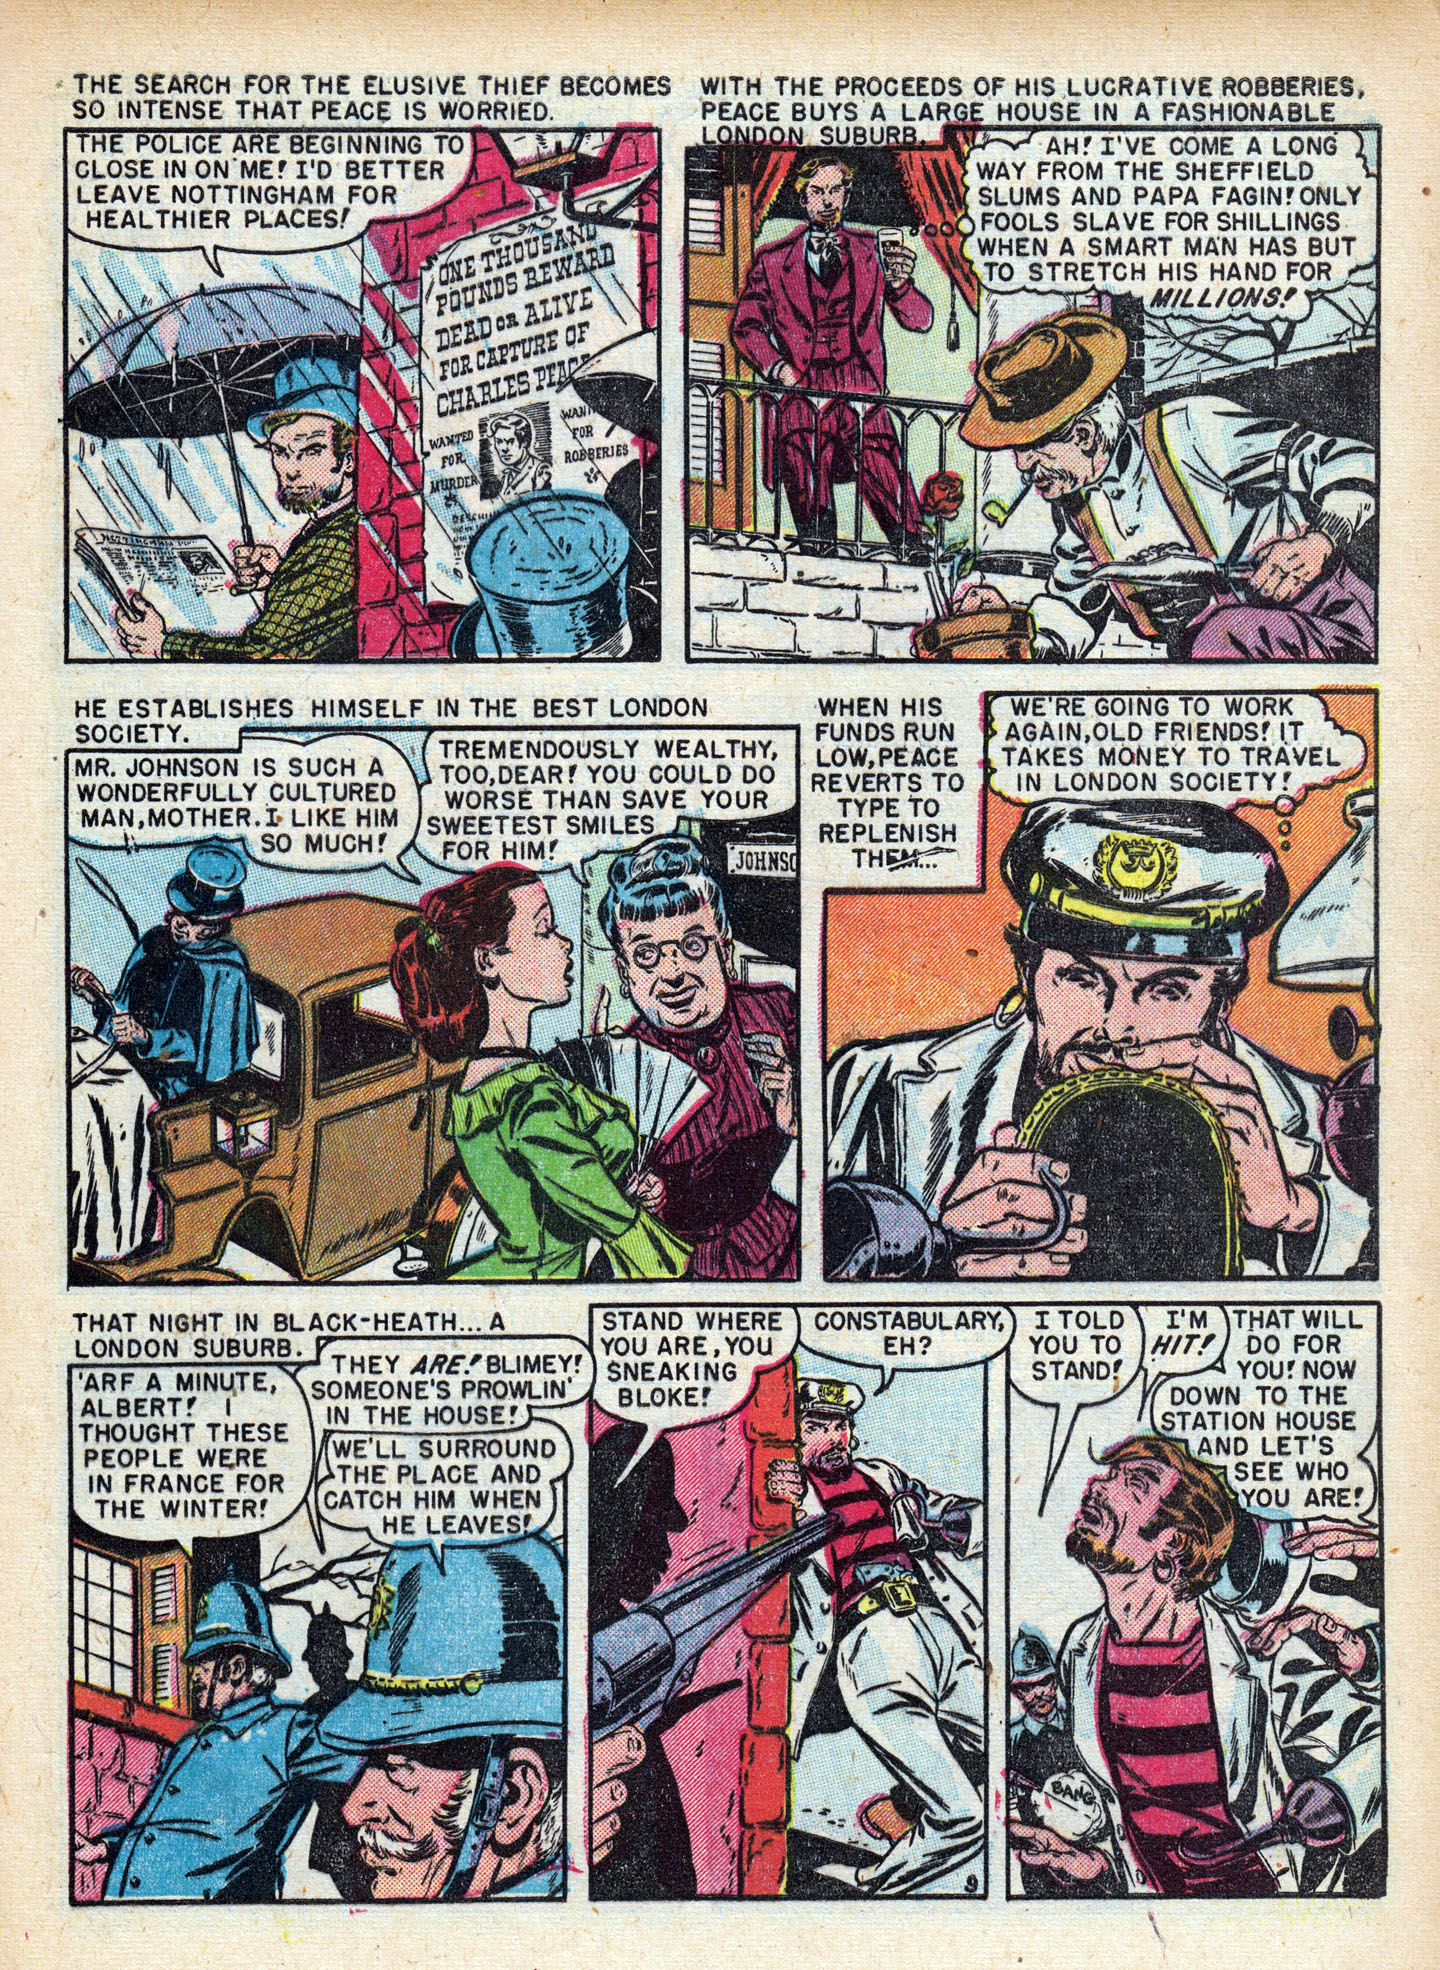 THE SEARCH FOR THE ELUSIVE THIEF BECOMES
SO INTENSE THAT PEACE IS WORRIED.
THE POLICE ARE BEGINNING TO
CLOSE IN ON ME! I'D BETTER
LEAVE NOTTINGHAM FOR
HEALTHIER PLACES!
ONE THOUSAND
POUNDS REWARD
DEAD OR ALIVE
FOR CAPTURE OF
CHARLES PEACE
WANTED
FOR
MURDER
WANT
FOR
ROBBERIES
WITH THE PROCEEDS OF HIS LUCRATIVE ROBBERIES,
PEACE BUYS A LARGE HOUSE IN A FASHIONABLE
LONDON SUBURB.
AH! I'VE COME A LONG
WAY FROM THE SHEFFIELD
SLUMS AND PAPA FAGIN! ONLY
FOOLS SLAVE FOR SHILLINGS
WHEN A SMART MAN HAS BUT
TO STRETCH HIS HAND FOR
MILLIONS!
HE ESTABLISHES HIMSELF IN THE BEST LONDON
SOCIETY.
MR. JOHNSON IS SUCH A
WONDERFULLY CULTURED
MAN, MOTHER. I LIKE HIM
SO MUCH!
TREMENDOUSLY WEALTHY,
TOO, DEAR! YOU COULD DO
WORSE THAN SAVE YOUR
SWEETEST SMILES
FOR HIM!
JOHNSO
WHEN HIS
FUNDS RUN
LOW, PEACE
REVERTS TO
TYPE TO
REPLENISH
THEM...
WE'RE GOING TO WORK
AGAIN, OLD FRIENDS! IT
TAKES MONEY TO TRAVEL
IN LONDON SOCIETY!
THAT NIGHT IN BLACK-HEATH... A
LONDON SUBURB.
'ARF A MINUTE,
ALBERT! I
THOUGHT THESE
PEOPLE WERE
IN FRANCE FOR
THE WINTER!
THEY ARE! BLIMEY!
SOMEONE'S PROWLIN'
IN THE HOUSE!
WE'LL SURROUND
THE PLACE AND
CATCH HIM WHEN
HE LEAVES!
STAND WHERE
YOU ARE, YOU
SNEAKING
BLOKE!
CONSTABULARY,
EH?
9
I TOLD
YOU TO
STAND!
I'M
HIT!
THAT WILL
DO FOR
YOU! NOW
DOWN TO THE
STATION HOUSE
AND LET'S
SEE WHO
YOU ARE!
BANG